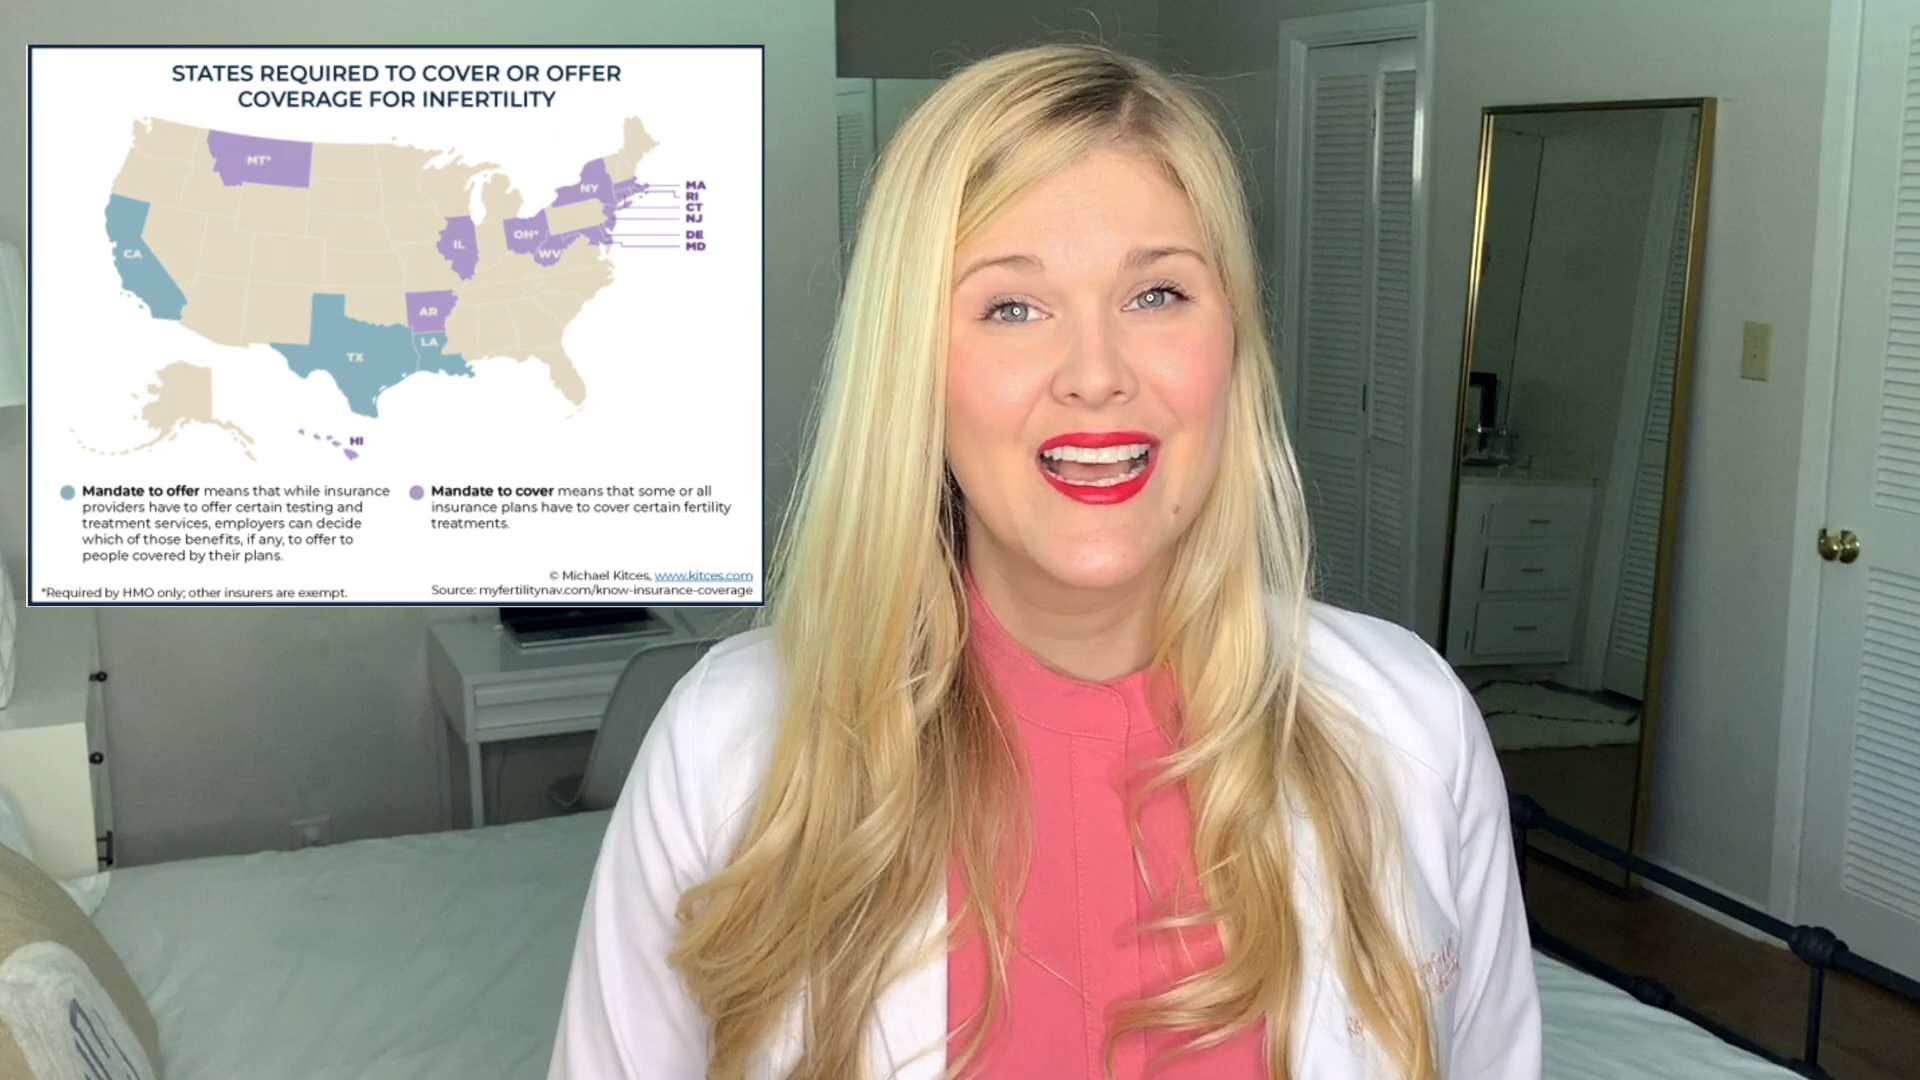 STATES REQUIRED TO COVER OR OFFER
COVERAGE FOR INFERTILITY
MT*
NY
MA
RI
CT
NJ
DE
MD
OH*
IL
WV
CA
AR
LA
TX
HI
Mandate to offer means that while insurance
providers have to offer certain testing and
treatment services, employers can decide
which of those benefits, if any, to offer to
people covered by their plans.
Mandate to cover means that some or all
insurance plans have to cover certain fertility
treatments.
© Michael Kitces, www.kitces.com
*Required by HMO only; other insurers are exempt.
Source: myfertilitynav.com/know-insurance-coverage